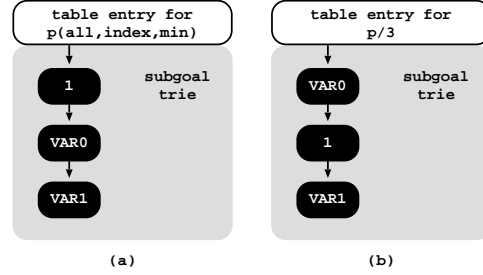 table entry for
p(all,index,min)
subgoal
trie
1
VAR0
VAR1
(a)
table entry for
p/3
subgoal
trie
VAR0
1
VAR1
(b)